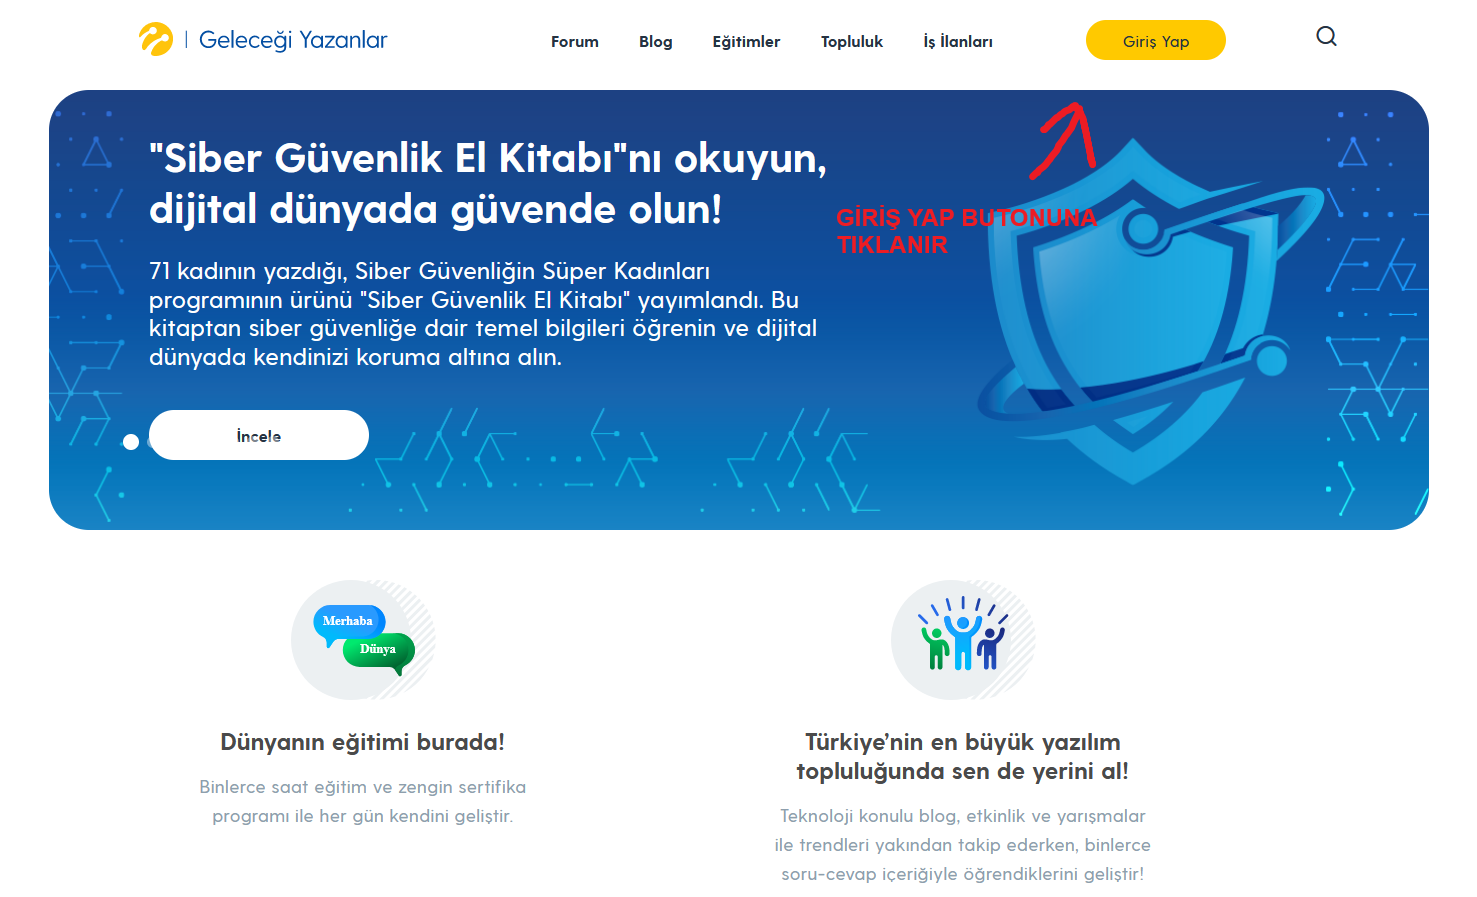 Geleceği Yazanlar
Forum Blog Eğitimler Topluluk İş İlanları Giriş Yap
"Siber Güvenlik El Kitabı"nı okuyun,
dijital dünyada güvende olun!
GİRİŞ YAP BUTONUNA
TIKLANIR
71 kadının yazdığı, Siber Güvenliğin Süper Kadınları
programının ürünü "Siber Güvenlik El Kitabı" yayımlandı. Bu
kitaptan siber güvenliğe dair temel bilgileri öğrenin ve dijital
dünyada kendinizi koruma altına alın.
İncele
Merhaba
Dünya
Dünyanın eğitimi burada!
Binlerce saat eğitim ve zengin sertifika
programı ile her gün kendini geliştir.
Türkiye’nin en büyük yazılım
topluluğunda sen de yerini al!
Teknoloji konulu blog, etkinlik ve yarışmalar
ile trendleri yakından takip ederken, binlerce
soru-cevap içeriğiyle öğrendiklerini geliştir!